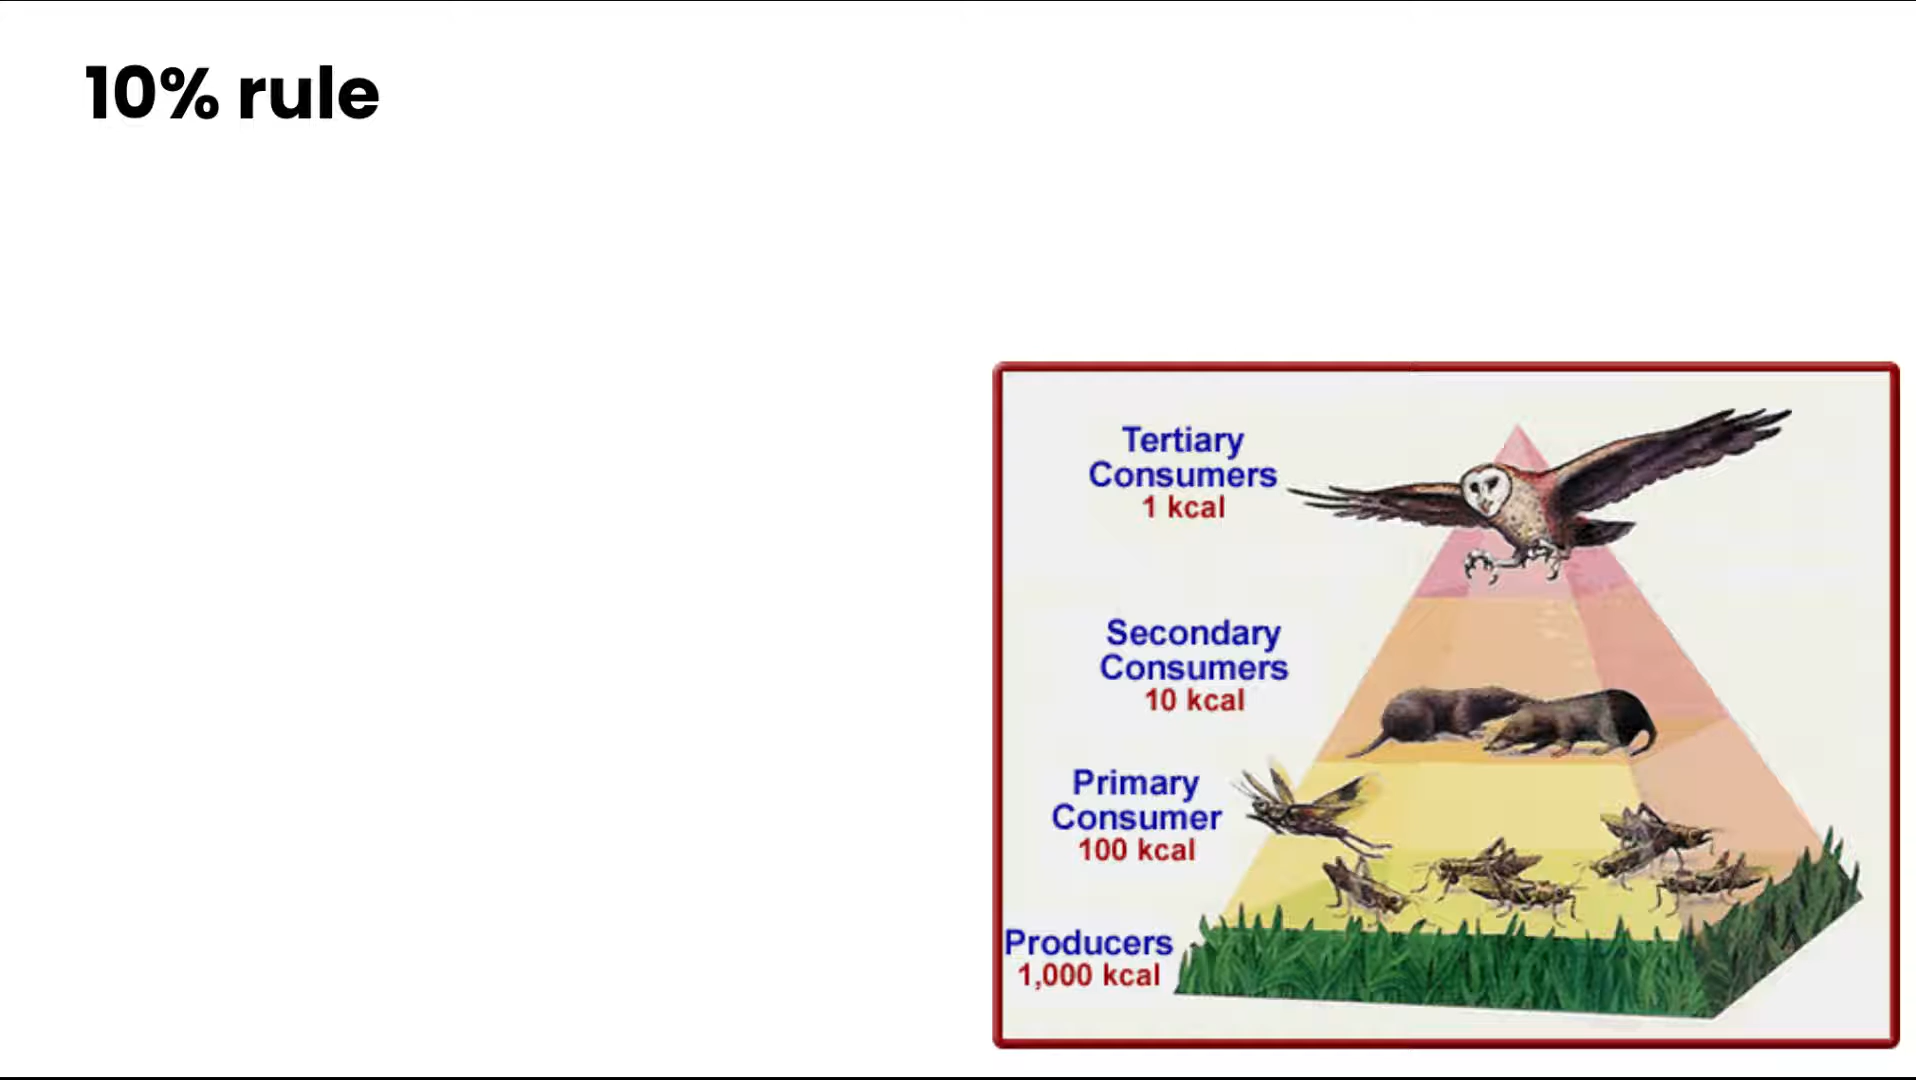 10% rule
Tertiary
Consumers
1 kcal
Secondary
Consumers
10 kcal
Primary
Consumer
100 kcal
Producers
1,000 kcal